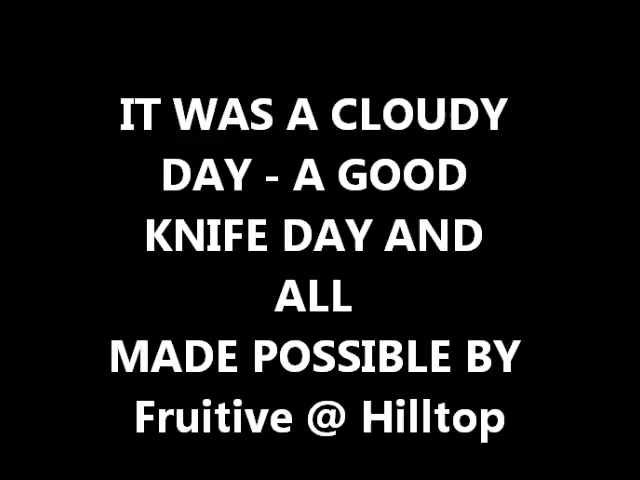 IT WAS A CLOUDY
DAY - A GOOD
KNIFE DAY AND
ALL
MADE POSSIBLE BY
Fruitive @ Hilltop